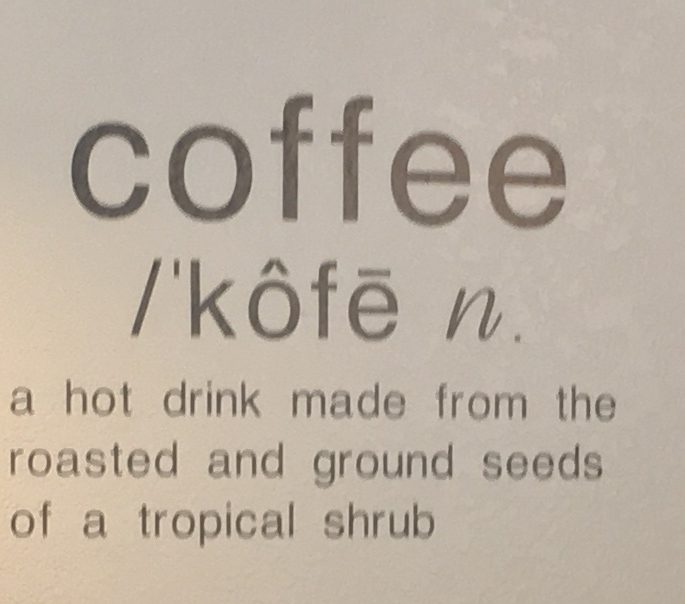 coffee
/'kôfē n.
a hot drink made from the
roasted and ground seeds
of a tropical shrub